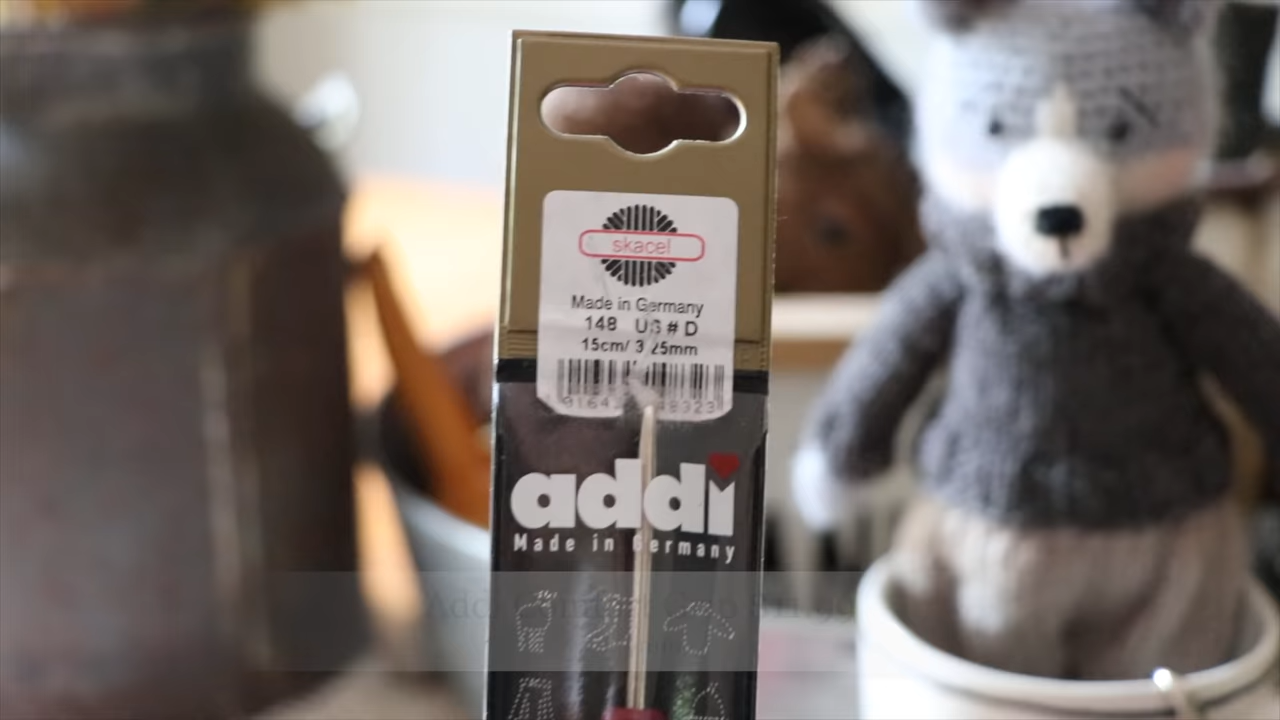 skacel
Made in Germany
148 US # D
15cm/ 3.25mm
addi
Made in Germany